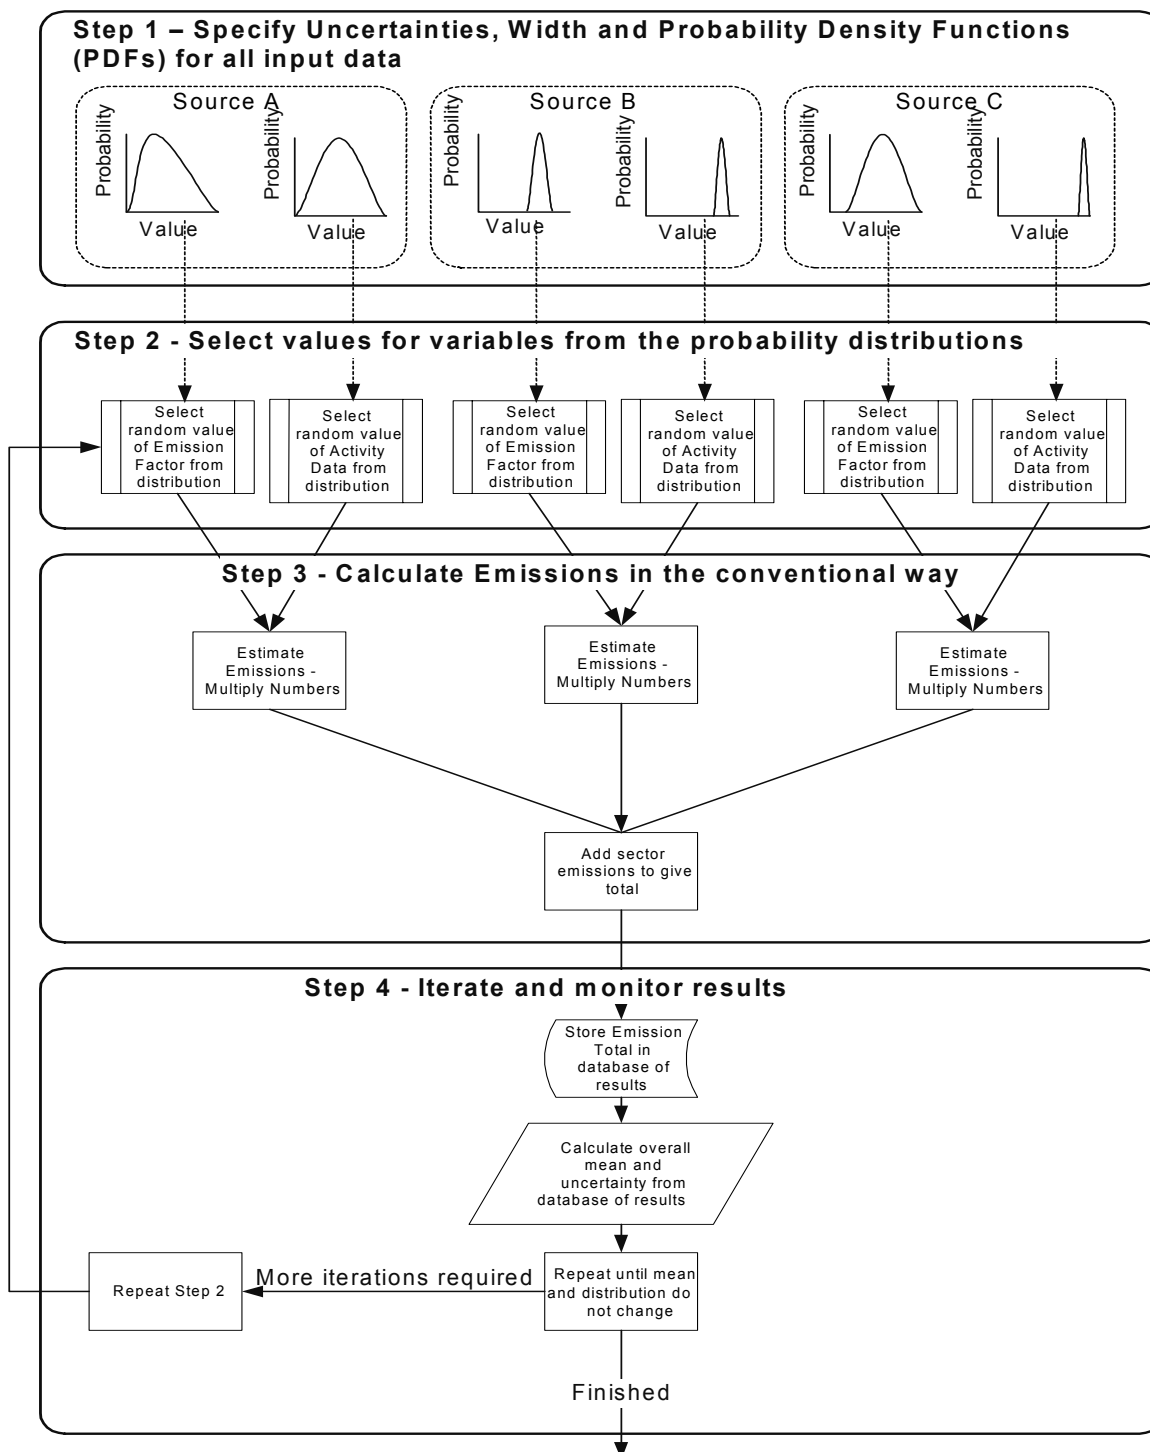 Step 1 – Specify Uncertainties, Width and Probability Density Functions
(PDFs) for all input data
Source A
Source B
Source C
Probability
Value
Probability
Value
Probability
Value
Probability
Value
Probability
Value
Probability
Value
Step 2 - Select values for variables from the probability distributions
Select
random value
of Emission
Factor from
distribution
Select
random value
of Activity
Data from
distribution
Select
random value
of Emission
Factor from
distribution
Select
random value
of Activity
Data from
distribution
Select
random value
of Emission
Factor from
distribution
Select
random value
of Activity
Data from
distribution
Step 3 - Calculate Emissions in the conventional way
Estimate
Emissions -
Multiply Numbers
Estimate
Emissions -
Multiply Numbers
Estimate
Emissions -
Multiply Numbers
Add sector
emissions to give
total
Step 4 - Iterate and monitor results
Store Emission
Total in
database of
results
Calculate overall
mean and
uncertainty from
database of results
Repeat until mean
and distribution do
not change
More iterations required
Repeat Step 2
Finished